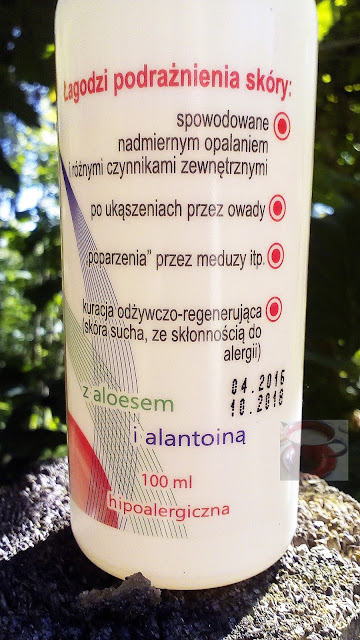 Łagodzi podrażnienia skóry:
spowodowane
nadmiernym opalaniem
i różnymi czynnikami zewnętrznymi
po ukąszeniach przez owady
„poparzenia” przez meduzy itp.
kuracja odżywczo-regenerująca
(skóra sucha, ze skłonnością do
alergii)
04.2016
10.2018
z aloesem
i alantoiną
100 ml
hipoalergiczna